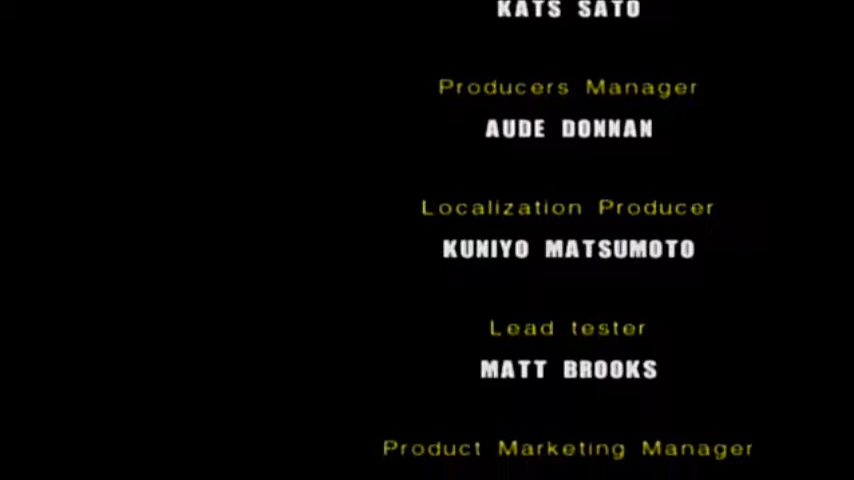 KATS SATO
Producers Manager
AUDE DONNAN
Localization Producer
KUNIYO MATSUMOTO
Lead tester
MATT BROOKS
Product Marketing Manager